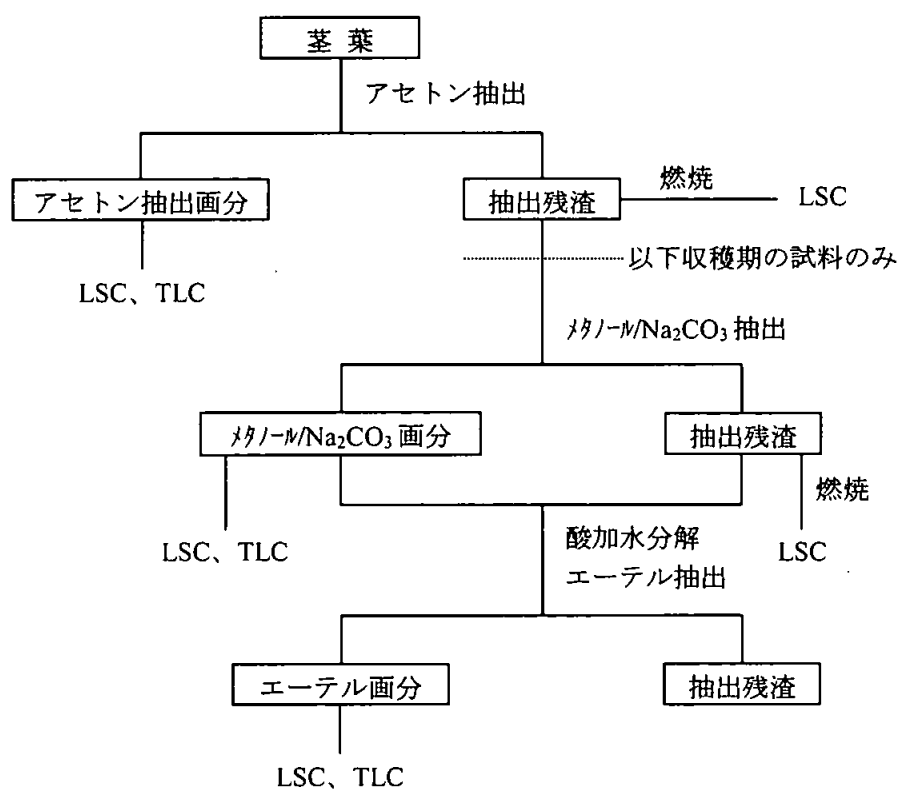 茎 葉
アセトン抽出
アセトン抽出画分
抽出残渣
燃焼
LSC
LSC、TLC
以下収穫期の試料のみ
ﾒﾀﾉｰﾙ/Na₂CO₃ 抽出
ﾒﾀﾉｰﾙ/Na₂CO₃ 画分
抽出残渣
燃焼
LSC、TLC
LSC
酸加水分解
エーテル抽出
エーテル画分
抽出残渣
LSC、TLC